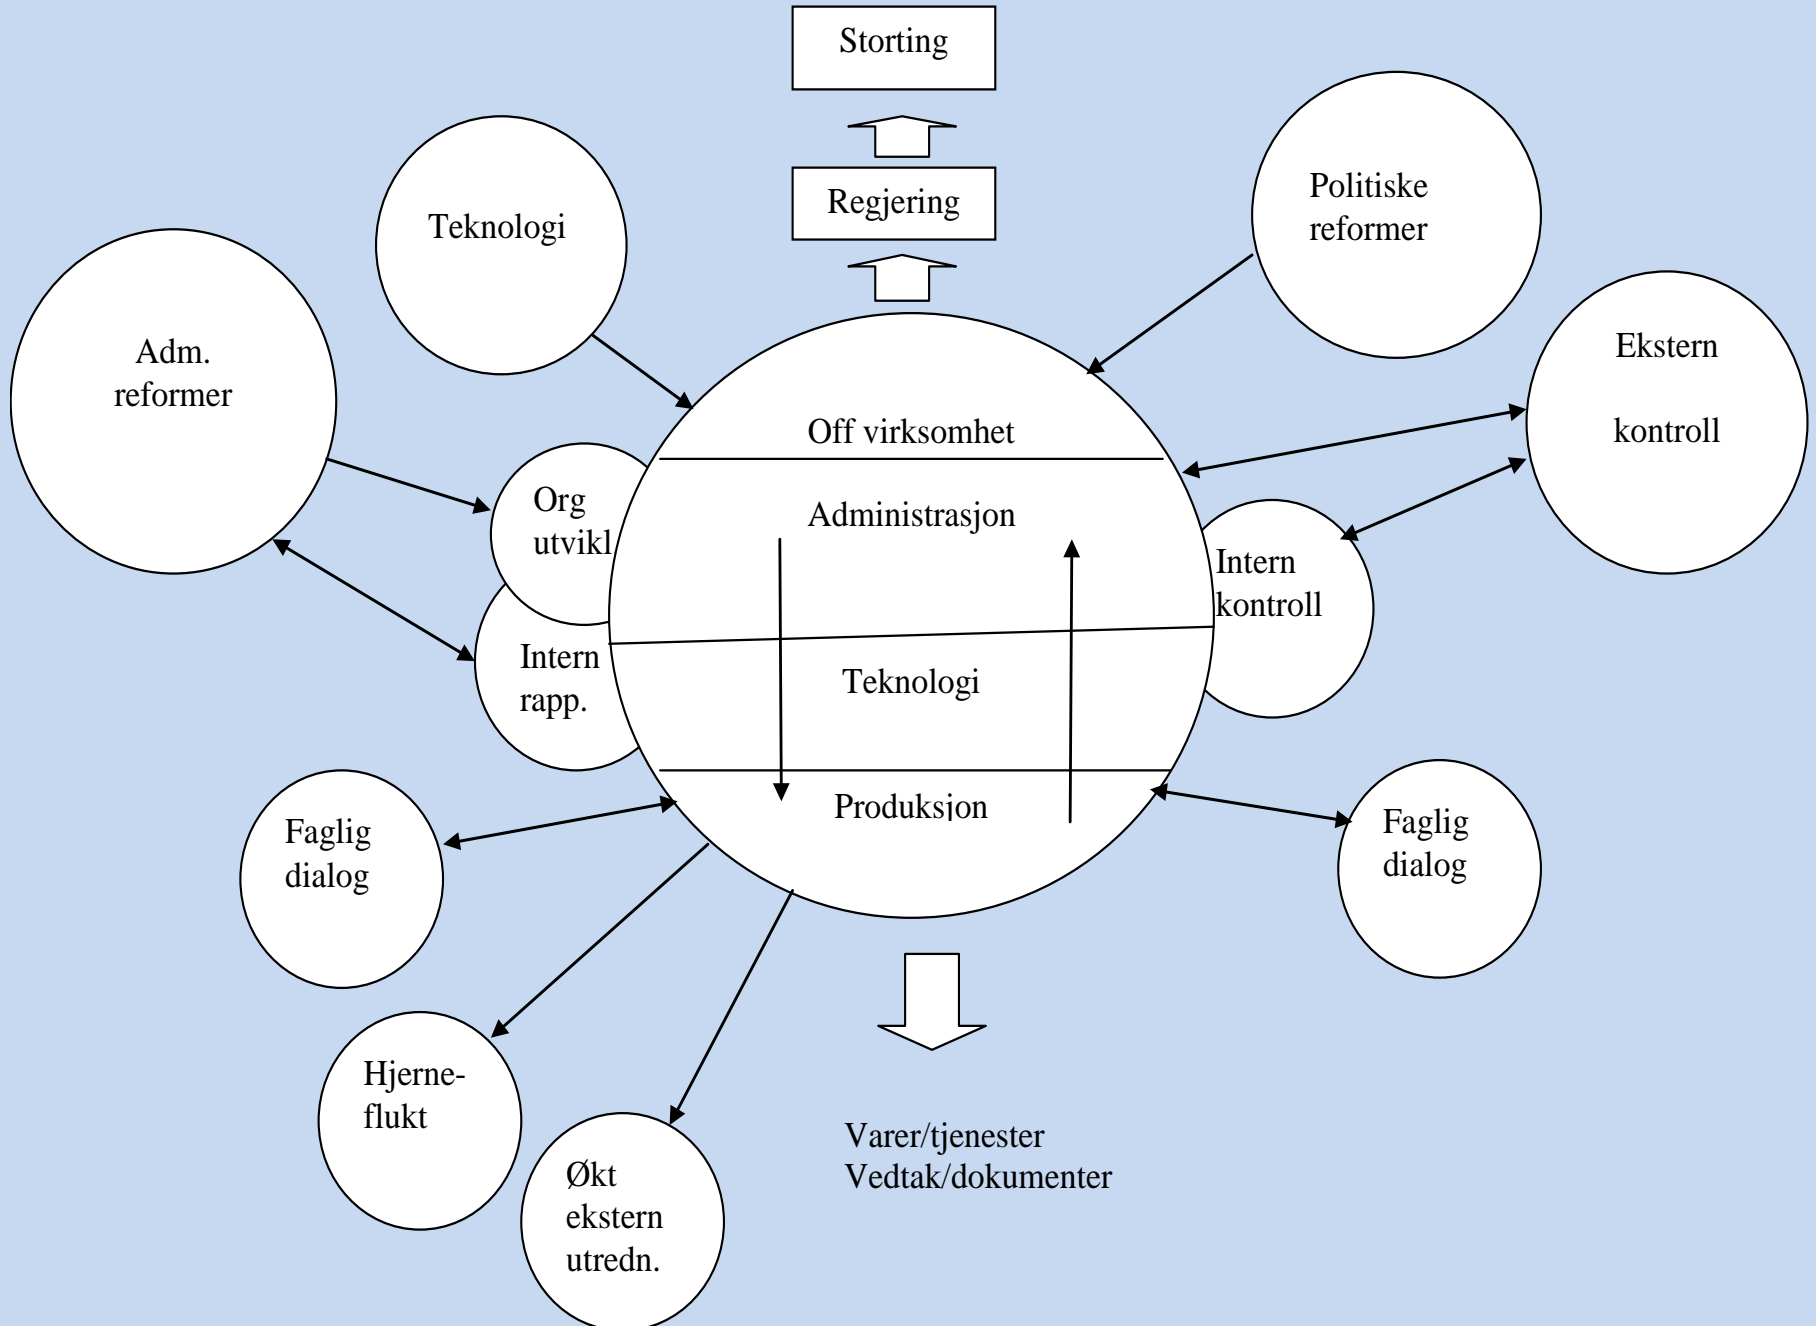 Storting
Regjering
Teknologi
Politiske
reformer
Adm.
reformer
Ekstern
kontroll
Off virksomhet
Administrasjon
Org
utvikl
Intern
kontroll
Intern
rapp.
Teknologi
Produksjon
Faglig
dialog
Faglig
dialog
Hjerne-
flukt
Økt
ekstern
utredn.
Varer/tjenester
Vedtak/dokumenter